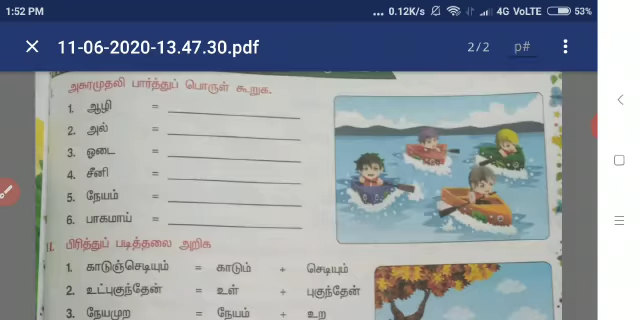 1:52 PM ... 0.12K/s 4G VoLTE 53%
× 11-06-2020-13.47.30.pdf 2/2 p#
I. அகரமுதலி பார்த்துப் பொருள் கூறுக.
1. ஆழி =
2. அல் =
3. ஓடை =
4. சீனி =
5. நேயம் =
6. பாகமாய் =
II. பிரித்துப் படித்தலை அறிக
1. காடுஞ்செடியும் = காடும் + செடியும்
2. உட்புகுந்தேன் = உள் + புகுந்தேன்
3. நேயமுற = நேயம் + உற